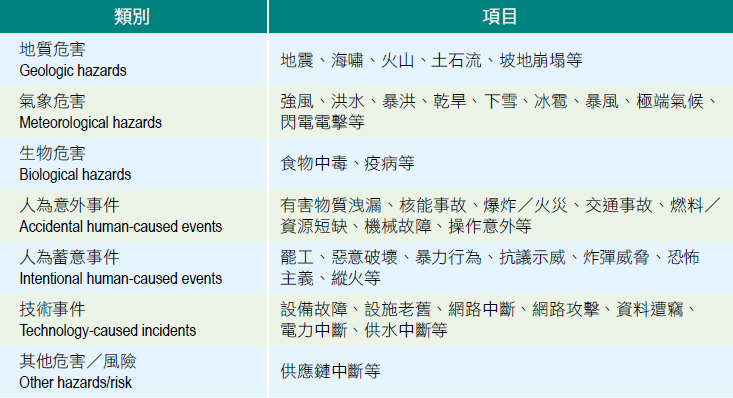 類別
項目
地質危害
Geologic hazards
地震、海嘯、火山、土石流、坡地崩塌等
氣象危害
Meteorological hazards
強風、洪水、暴洪、乾旱、下雪、冰雹、暴風、極端氣候、
閃電電擊等
生物危害
Biological hazards
食物中毒、疫病等
人為意外事件
Accidental human-caused events
有害物質洩漏、核能事故、爆炸／火災、交通事故、燃料／
資源短缺、機械故障、操作意外等
人為蓄意事件
Intentional human-caused events
罷工、惡意破壞、暴力行為、抗議示威、炸彈威脅、恐怖
主義、縱火等
技術事件
Technology-caused incidents
設備故障、設施老舊、網路中斷、網路攻擊、資料遭竊、
電力中斷、供水中斷等
其他危害／風險
Other hazards/risk
供應鏈中斷等